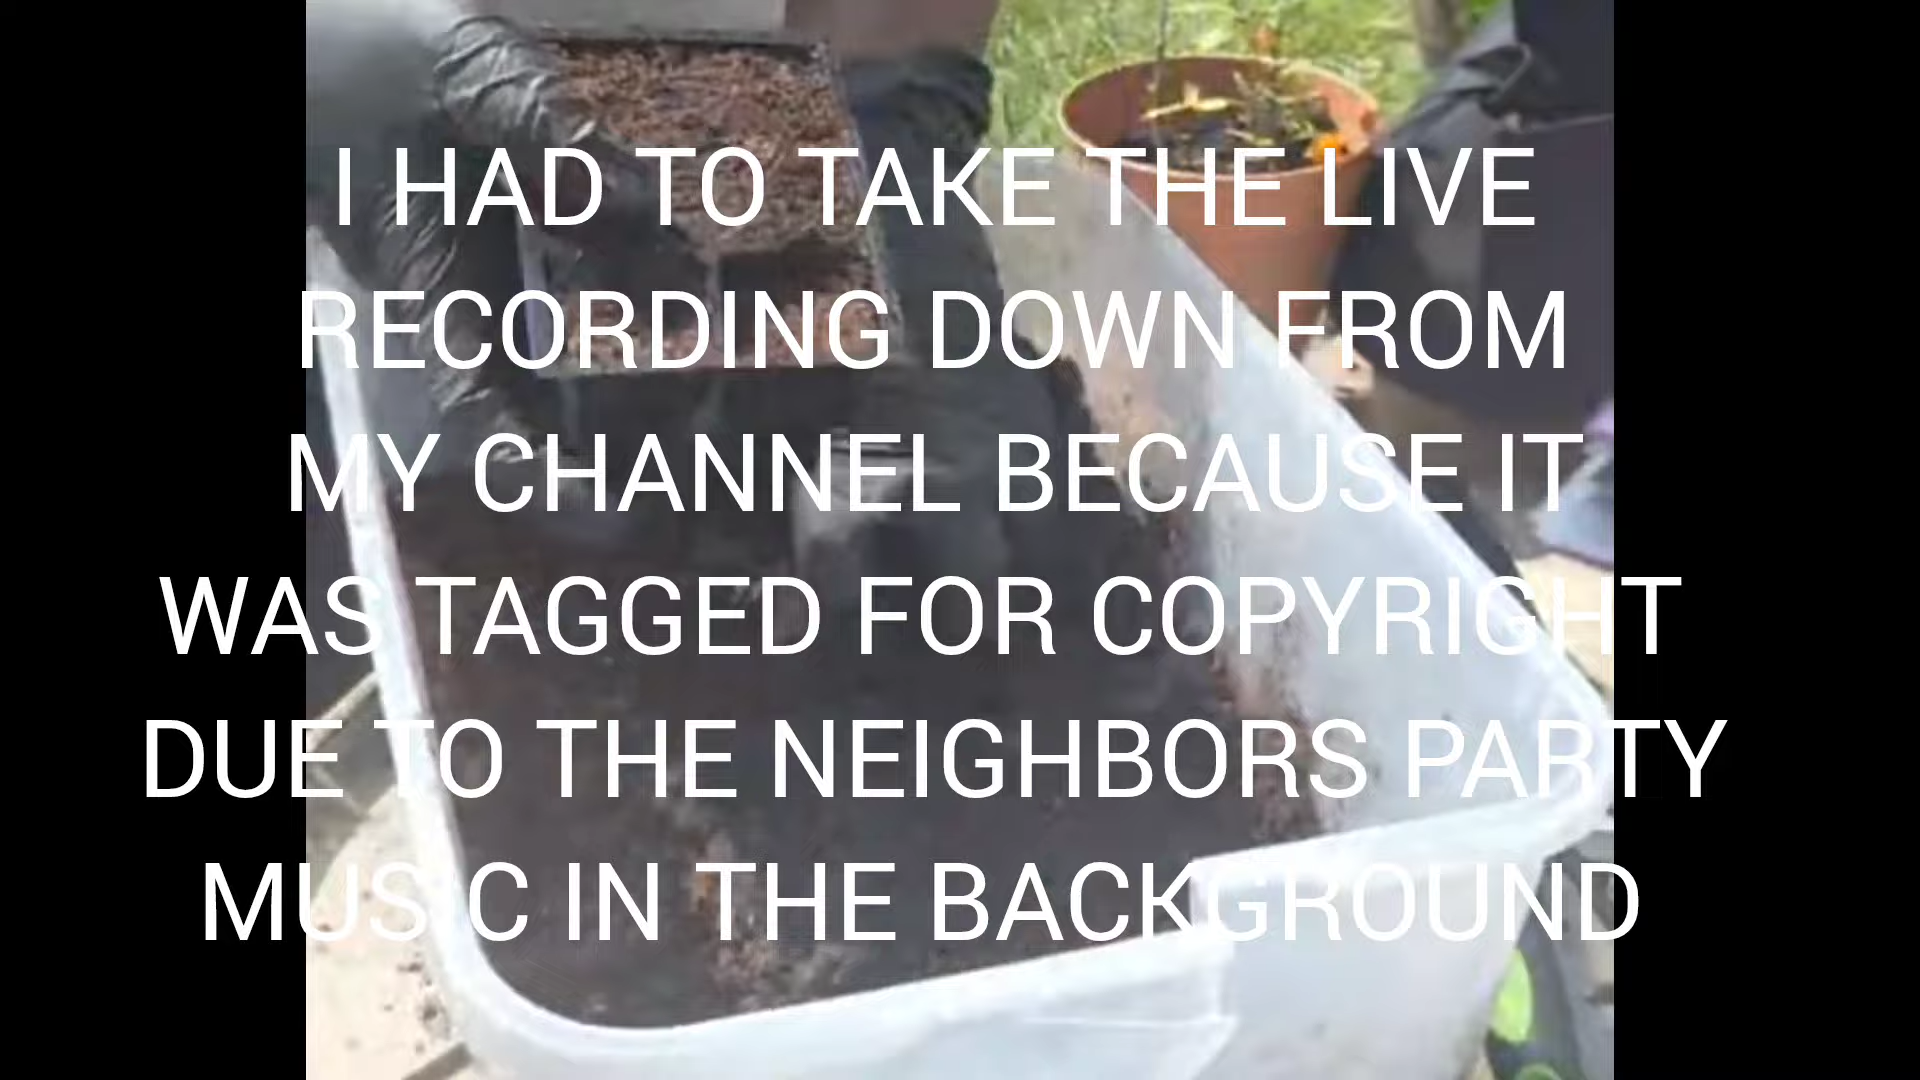 I HAD TO TAKE THE LIVE
RECORDING DOWN FROM
MY CHANNEL BECAUSE IT
WAS TAGGED FOR COPYRIGHT
DUE TO THE NEIGHBORS PARTY
MUSIC IN THE BACKGROUND